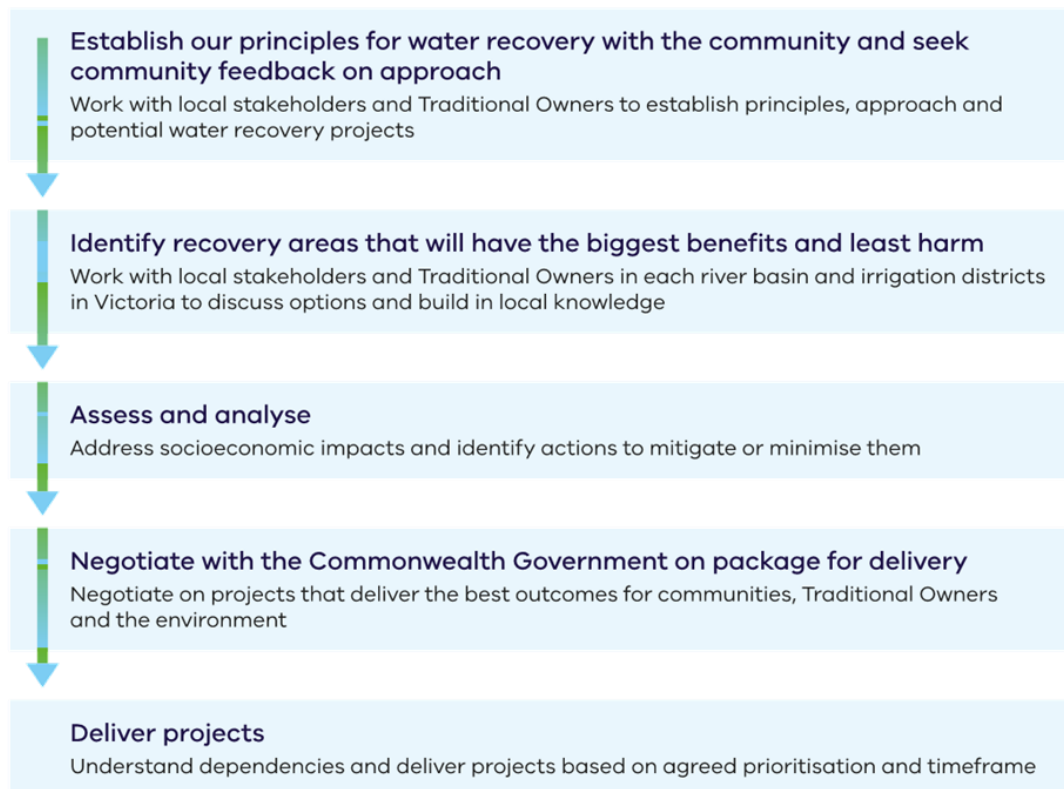 Establish our principles for water recovery with the community and seek
community feedback on approach
Work with local stakeholders and Traditional Owners to establish principles, approach and
potential water recovery projects
Identify recovery areas that will have the biggest benefits and least harm
Work with local stakeholders and Traditional Owners in each river basin and irrigation districts
in Victoria to discuss options and build in local knowledge
Assess and analyse
Address socioeconomic impacts and identify actions to mitigate or minimise them
Negotiate with the Commonwealth Government on package for delivery
Negotiate on projects that deliver the best outcomes for communities, Traditional Owners
and the environment
Deliver projects
Understand dependencies and deliver projects based on agreed prioritisation and timeframe